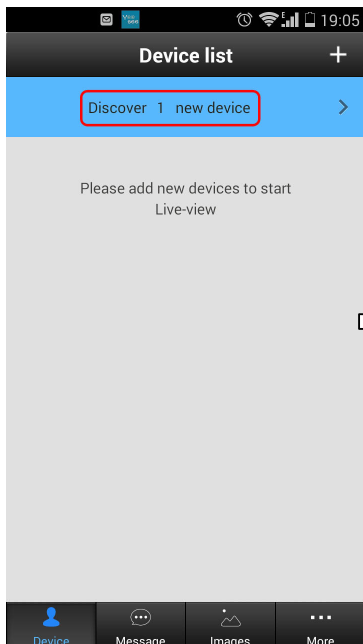 19:05
Device list
Discover 1 new device
Please add new devices to start
Live-view
Device Message Images More